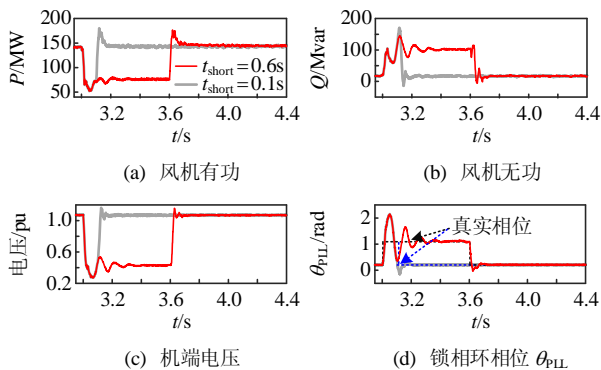 P/MW
200
150
100
50
t_short=0.6s
t_short=0.1s
3.2 3.6 4.0 4.4
t/s
(a) 风机有功
Q/Mvar
100
0
3.2 3.6 4.0 4.4
t/s
(b) 风机无功
电压/pu
1.0
0.6
0.2
3.2 3.6 4.0 4.4
t/s
(c) 机端电压
θ_PLL/rad
2
1
0
真实相位
3.2 3.6 4.0 4.4
t/s
(d) 锁相环相位 θ_PLL